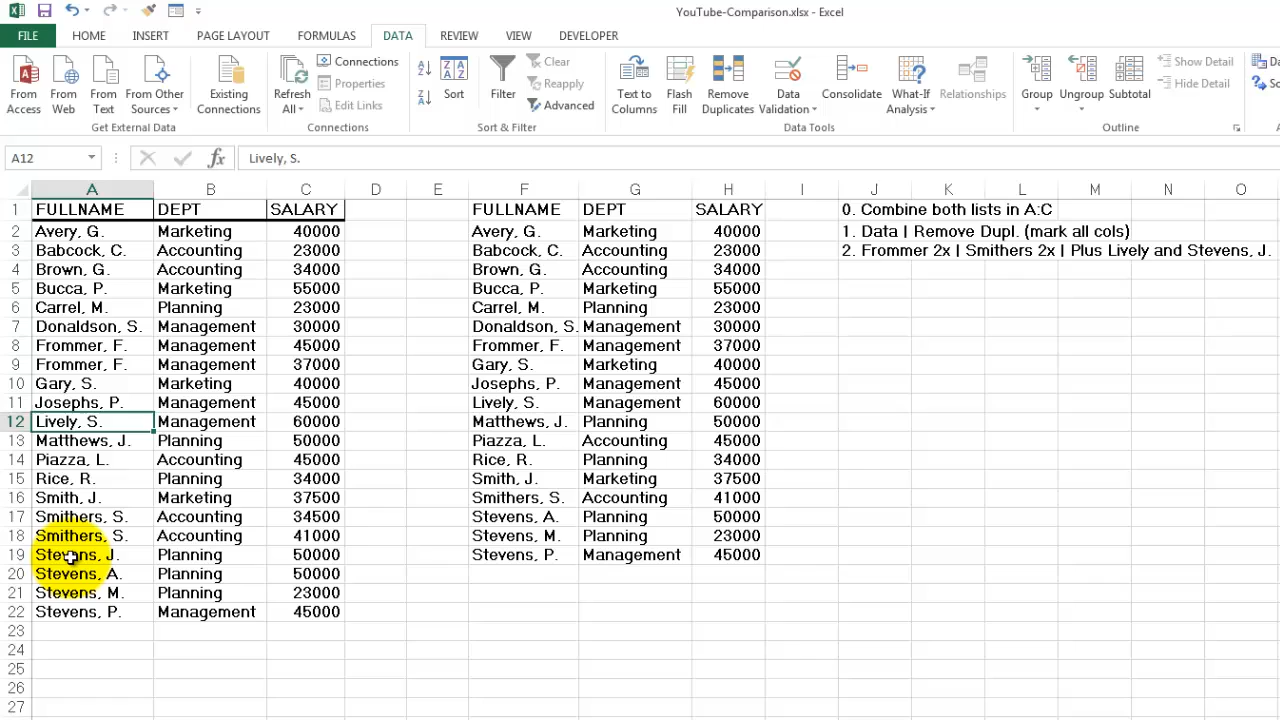 YouTube-Comparison.xlsx - Excel
FILE HOME INSERT PAGE LAYOUT FORMULAS DATA REVIEW VIEW DEVELOPER
From Access
From Web
From Text
From Other Sources
Existing Connections
Get External Data
Refresh All
Connections
Properties
Edit Links
Connections
Sort
Filter
Clear
Reapply
Advanced
Sort & Filter
Text to Columns
Flash Fill
Remove Duplicates
Data Validation
Consolidate
What-If Analysis
Relationships
Data Tools
Group
Ungroup
Subtotal
Show Detail
Hide Detail
Outline
A12 fx Lively, S.
A B C D E F G H I J K L M N O
1 FULLNAME DEPT SALARY FULLNAME DEPT SALARY 0. Combine both lists in A:C
2 Avery, G. Marketing 40000 Avery, G. Marketing 40000 1. Data | Remove Dupl. (mark all cols)
3 Babcock, C. Accounting 23000 Babcock, C. Accounting 23000 2. Frommer 2x | Smithers 2x | Plus Lively and Stevens, J.
4 Brown, G. Accounting 34000 Brown, G. Accounting 34000
5 Bucca, P. Marketing 55000 Bucca, P. Marketing 55000
6 Carrel, M. Planning 23000 Carrel, M. Planning 23000
7 Donaldson, S. Management 30000 Donaldson, S. Management 30000
8 Frommer, F. Management 45000 Frommer, F. Management 37000
9 Frommer, F. Management 37000 Gary, S. Marketing 40000
10 Gary, S. Marketing 40000 Josephs, P. Management 45000
11 Josephs, P. Management 45000 Lively, S. Management 60000
12 Lively, S. Management 60000 Matthews, J. Planning 50000
13 Matthews, J. Planning 50000 Piazza, L. Accounting 45000
14 Piazza, L. Accounting 45000 Rice, R. Planning 34000
15 Rice, R. Planning 34000 Smith, J. Marketing 37500
16 Smith, J. Marketing 37500 Smithers, S. Accounting 41000
17 Smithers, S. Accounting 34500 Stevens, A. Planning 50000
18 Smithers, S. Accounting 41000 Stevens, M. Planning 23000
19 Stevens, J. Planning 50000 Stevens, P. Management 45000
20 Stevens, A. Planning 50000
21 Stevens, M. Planning 23000
22 Stevens, P. Management 45000
23
24
25
26
27